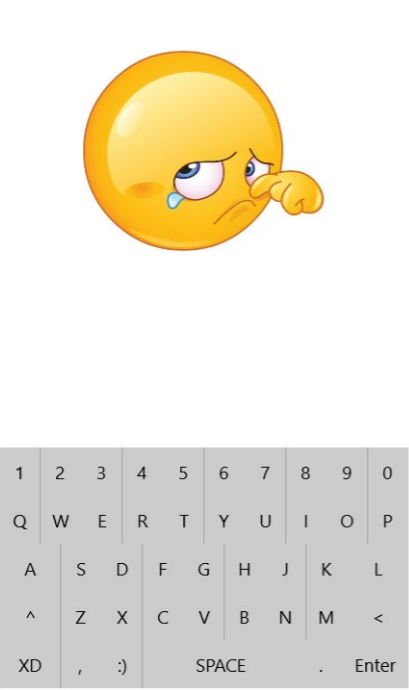 1 2 3 4 5 6 7 8 9 0
Q W E R T Y U I O P
A S D F G H J K L
^ Z X C V B N M <
XD , :) SPACE . Enter